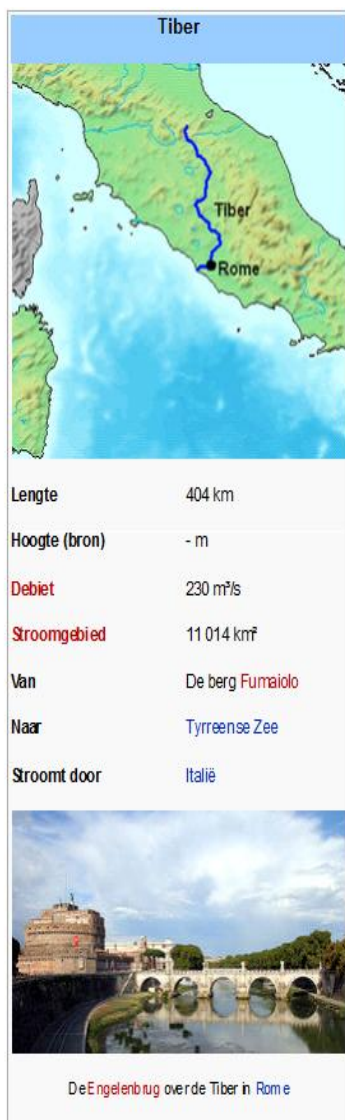 Tiber
Tiber
Rome
Lengte 404 km
Hoogte (bron) - m
Debiet 230 m³/s
Stroomgebied 11 014 km²
Van De berg Fumaiolo
Naar Tyrreense Zee
Stroomt door Italië
De Engelenbrug over de Tiber in Rome